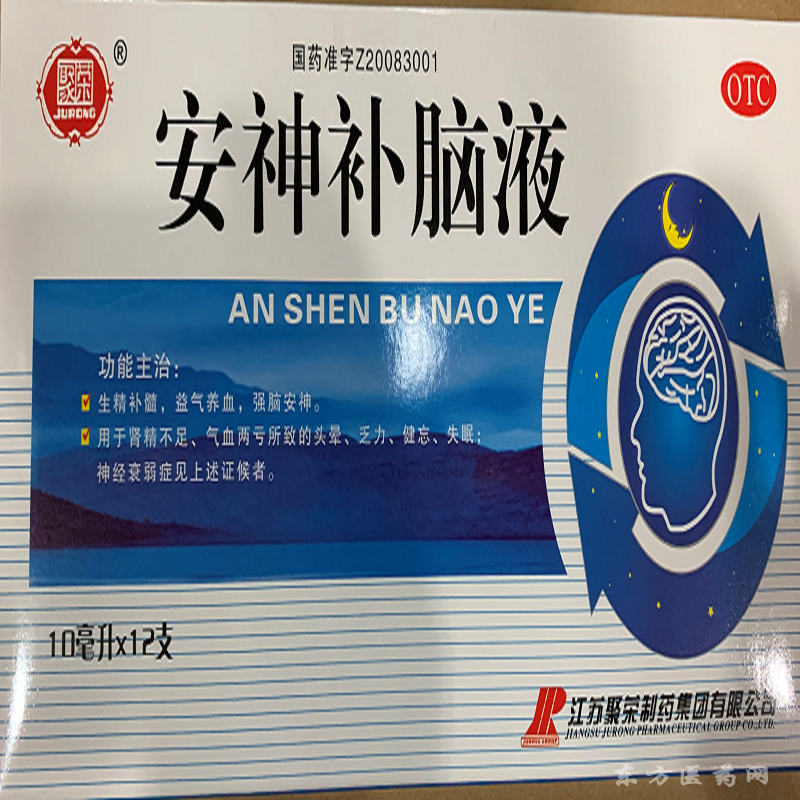 聚荣
JURONG
®
国药准字Z20083001
OTC
安神补脑液
AN SHEN BU NAO YE
功能主治:
生精补髓，益气养血，强脑安神。
用于肾精不足、气血两亏所致的头晕、乏力、健忘、失眠;
神经衰弱症见上述证候者。
10毫升x12支
JURONG GROUP
江苏聚荣制药集团有限公司
JIANGSU JURONG PHARMACEUTICAL GROUP CO.,LTD.
东方医药网